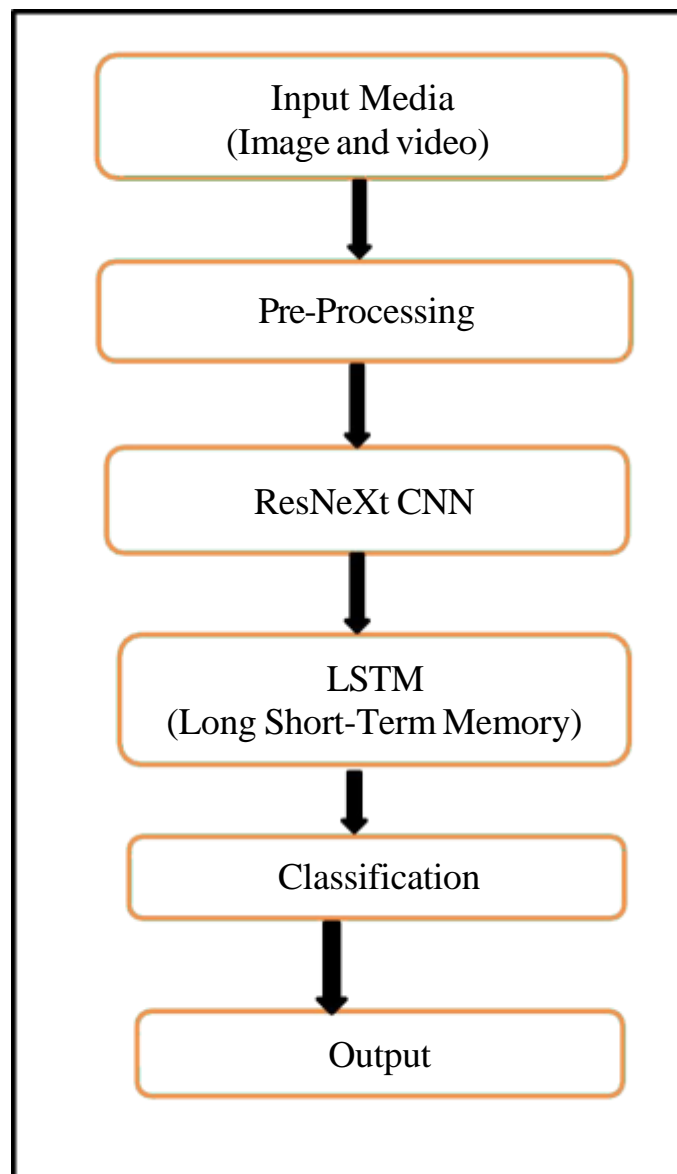 Input Media
(Image and video)
Pre-Processing
ResNeXt CNN
LSTM
(Long Short-Term Memory)
Classification
Output